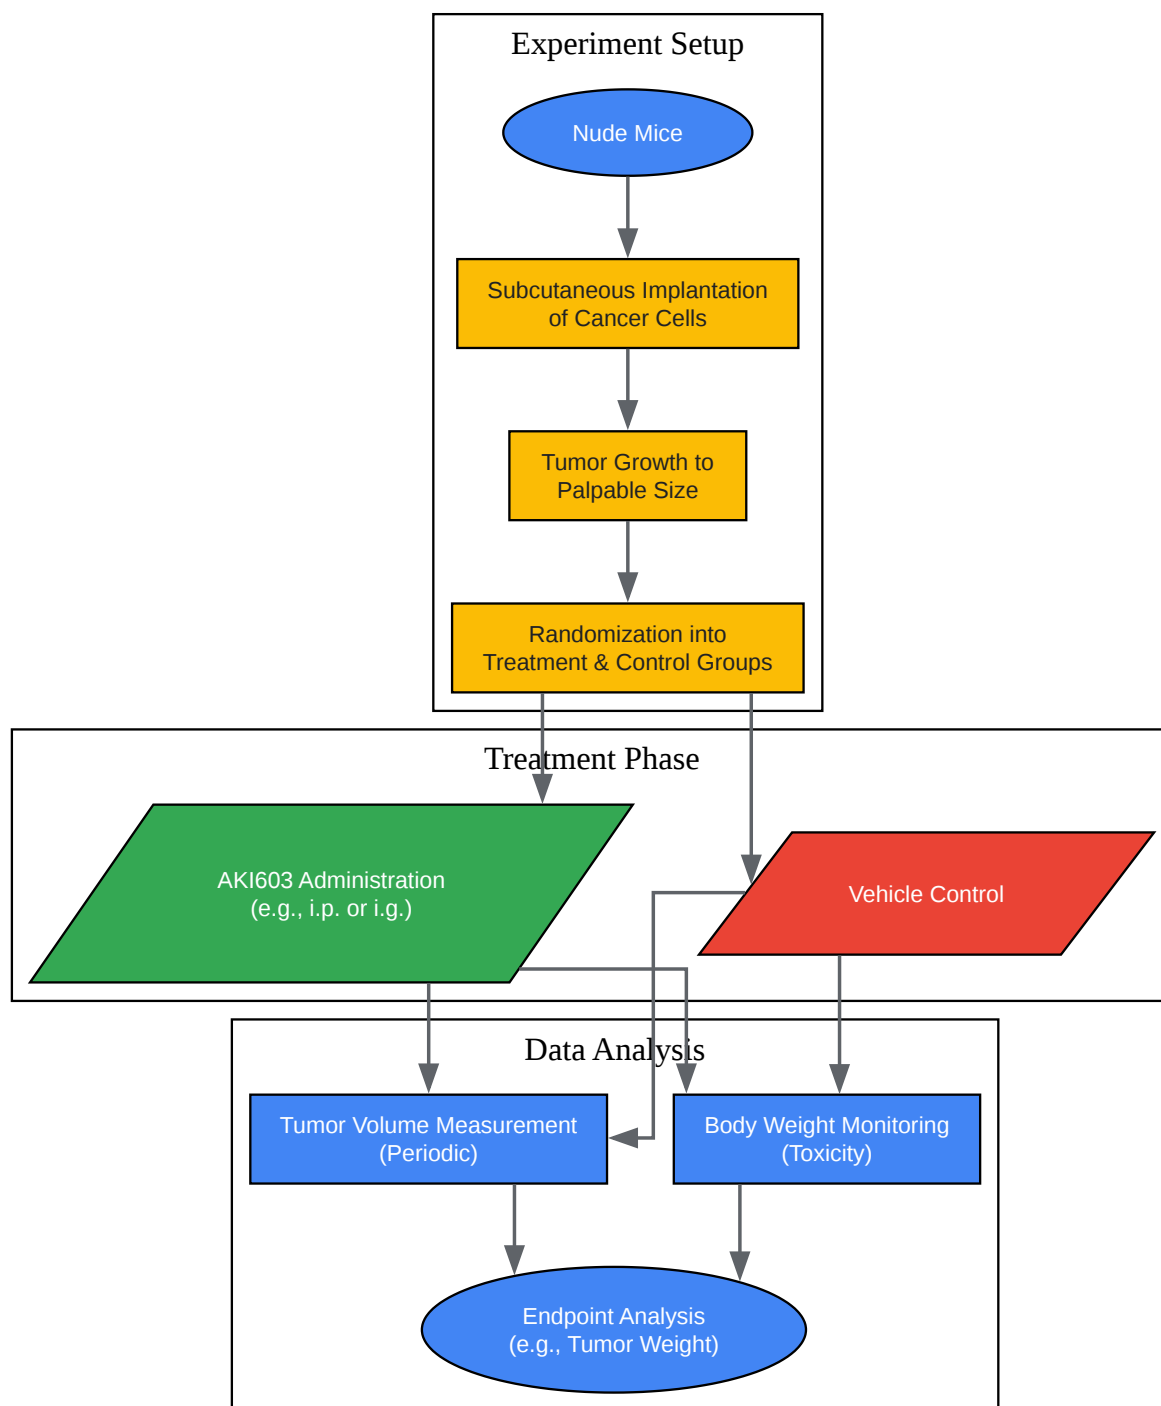 Experiment Setup
Nude Mice
Subcutaneous Implantation
of Cancer Cells
Tumor Growth to
Palpable Size
Randomization into
Treatment & Control Groups
Treatment Phase
AKI603 Administration
(e.g., i.p. or i.g.)
Vehicle Control
Data Analysis
Tumor Volume Measurement
(Periodic)
Body Weight Monitoring
(Toxicity)
Endpoint Analysis
(e.g., Tumor Weight)